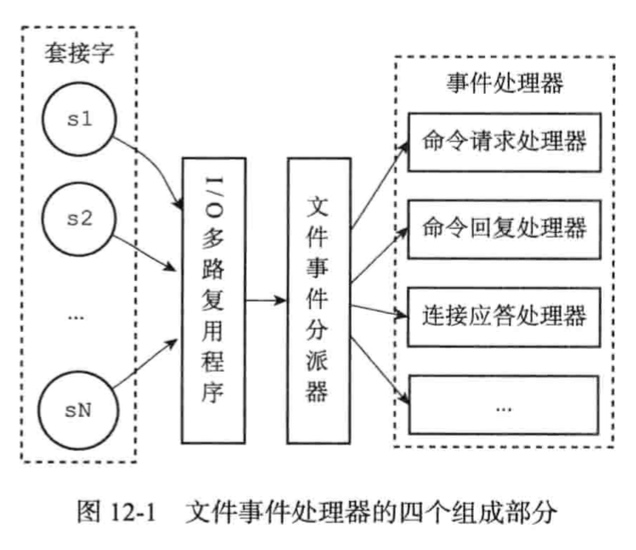 套接字
s1
s2
...
sN
I/O多路复用程序
文件事件分派器
事件处理器
命令请求处理器
命令回复处理器
连接应答处理器
...
图 12-1 文件事件处理器的四个组成部分